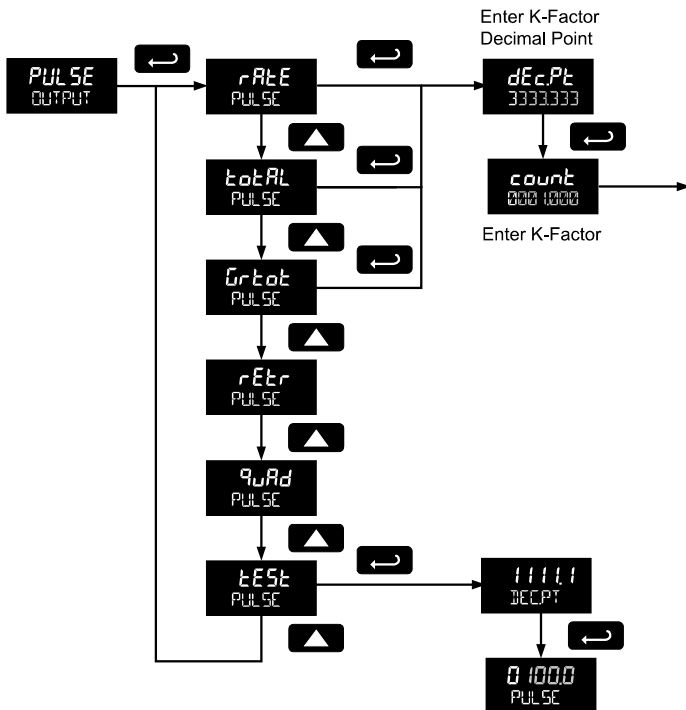 Enter K-Factor
Decimal Point
PULSE
OUTPUT
rAtE
PULSE
dEc.Pt
3333.333
totAL
PULSE
count
0001.000
Enter K-Factor
Grtot
PULSE
rEtr
PULSE
quAd
PULSE
tESt
PULSE
1111.1
DEC.PT
0100.0
PULSE